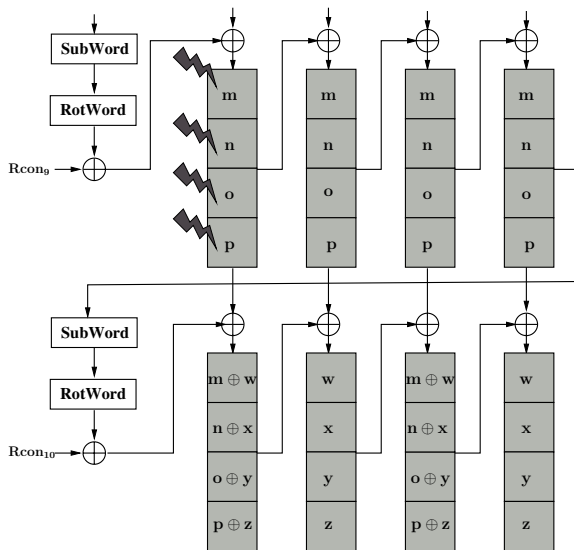 SubWord
RotWord
Rcon₉
m m m m
n n n n
o o o o
p p p p
SubWord
RotWord
Rcon₁₀
m ⊕ w w m ⊕ w w
n ⊕ x x n ⊕ x x
o ⊕ y y o ⊕ y y
p ⊕ z z p ⊕ z z